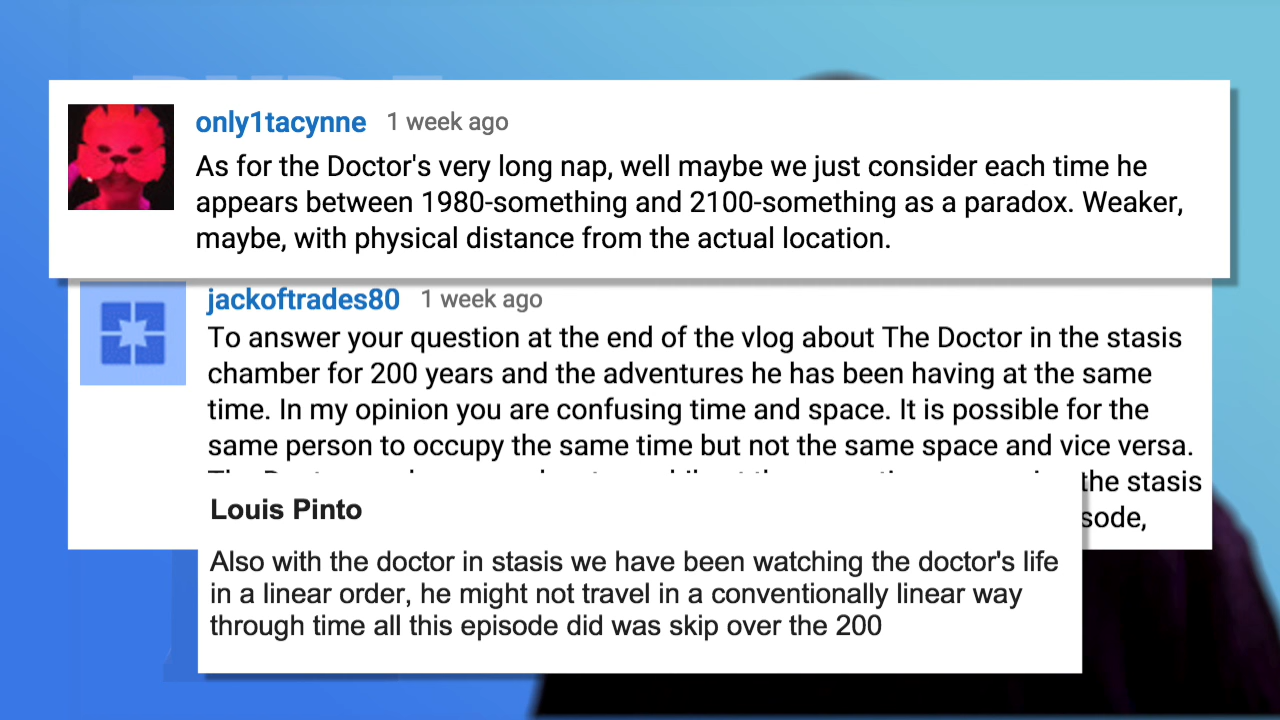 only1tacynne 1 week ago
As for the Doctor's very long nap, well maybe we just consider each time he
appears between 1980-something and 2100-something as a paradox. Weaker,
maybe, with physical distance from the actual location.
jackoftrades80 1 week ago
To answer your question at the end of the vlog about The Doctor in the stasis
chamber for 200 years and the adventures he has been having at the same
time. In my opinion you are confusing time and space. It is possible for the
same person to occupy the same time but not the same space and vice versa.
the stasis
sode,
Louis Pinto
Also with the doctor in stasis we have been watching the doctor's life
in a linear order, he might not travel in a conventionally linear way
through time all this episode did was skip over the 200